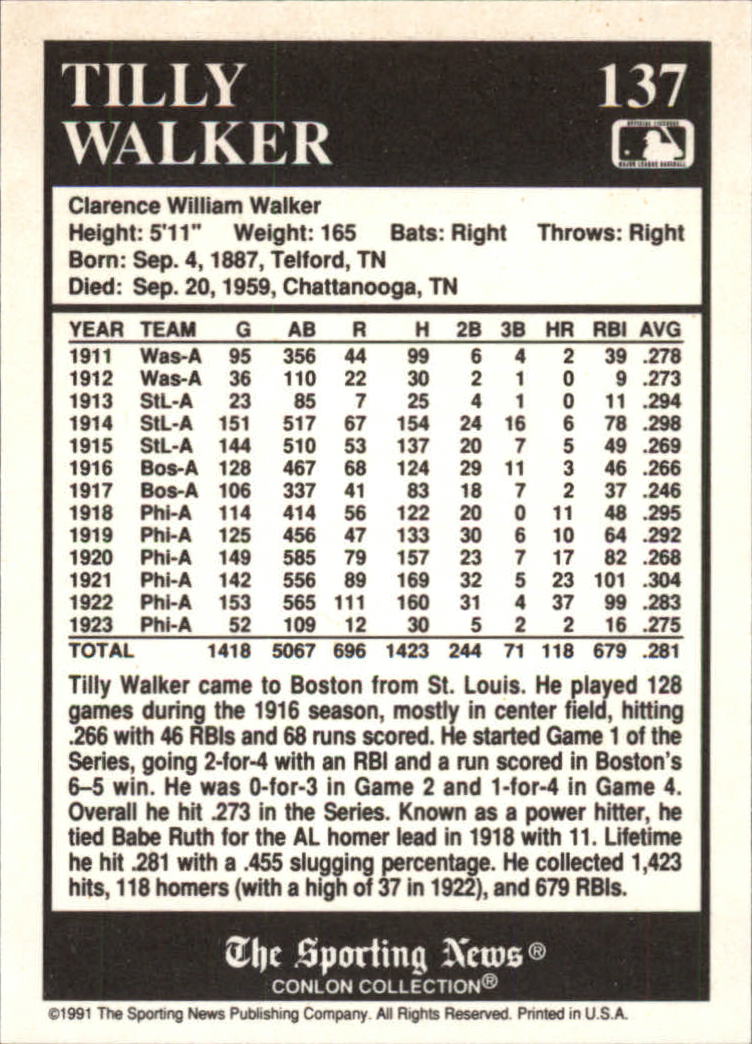 TILLY
WALKER
137
OFFICIAL LICENSEE
MAJOR LEAGUE BASEBALL
Clarence William Walker
Height: 5'11" Weight: 165 Bats: Right Throws: Right
Born: Sep. 4, 1887, Telford, TN
Died: Sep. 20, 1959, Chattanooga, TN
YEAR TEAM G AB R H 2B 3B HR RBI AVG
1911 Was-A 95 356 44 99 6 4 2 39 .278
1912 Was-A 36 110 22 30 2 1 0 9 .273
1913 StL-A 23 85 7 25 4 1 0 11 .294
1914 StL-A 151 517 67 154 24 16 6 78 .298
1915 StL-A 144 510 53 137 20 7 5 49 .269
1916 Bos-A 128 467 68 124 29 11 3 46 .266
1917 Bos-A 106 337 41 83 18 7 2 37 .246
1918 Phi-A 114 414 56 122 20 0 11 48 .295
1919 Phi-A 125 456 47 133 30 6 10 64 .292
1920 Phi-A 149 585 79 157 23 7 17 82 .268
1921 Phi-A 142 556 89 169 32 5 23 101 .304
1922 Phi-A 153 565 111 160 31 4 37 99 .283
1923 Phi-A 52 109 12 30 5 2 2 16 .275
TOTAL 1418 5067 696 1423 244 71 118 679 .281
Tilly Walker came to Boston from St. Louis. He played 128
games during the 1916 season, mostly in center field, hitting
.266 with 46 RBIs and 68 runs scored. He started Game 1 of the
Series, going 2-for-4 with an RBI and a run scored in Boston's
6–5 win. He was 0-for-3 in Game 2 and 1-for-4 in Game 4.
Overall he hit .273 in the Series. Known as a power hitter, he
tied Babe Ruth for the AL homer lead in 1918 with 11. Lifetime
he hit .281 with a .455 slugging percentage. He collected 1,423
hits, 118 homers (with a high of 37 in 1922), and 679 RBIs.
The Sporting News®
CONLON COLLECTION®
©1991 The Sporting News Publishing Company. All Rights Reserved. Printed in U.S.A.